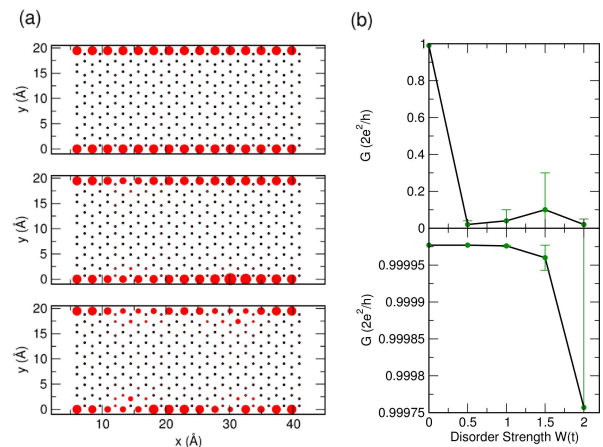 (a)
20
15
10
5
0
y (Å)
20
15
10
5
0
y (Å)
20
15
10
5
0
y (Å)
0 10 20 30 40
x (Å)
(b)
1
0.8
0.6
0.4
0.2
0
G (2e²/h)
0.99995
0.9999
0.99985
0.9998
0.99975
G (2e²/h)
0 0.5 1 1.5 2
Disorder Strength W(t)